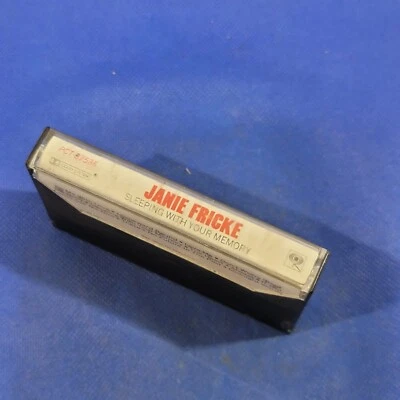 JANIE FRICKE
SLEEPING WITH YOUR MEMORY